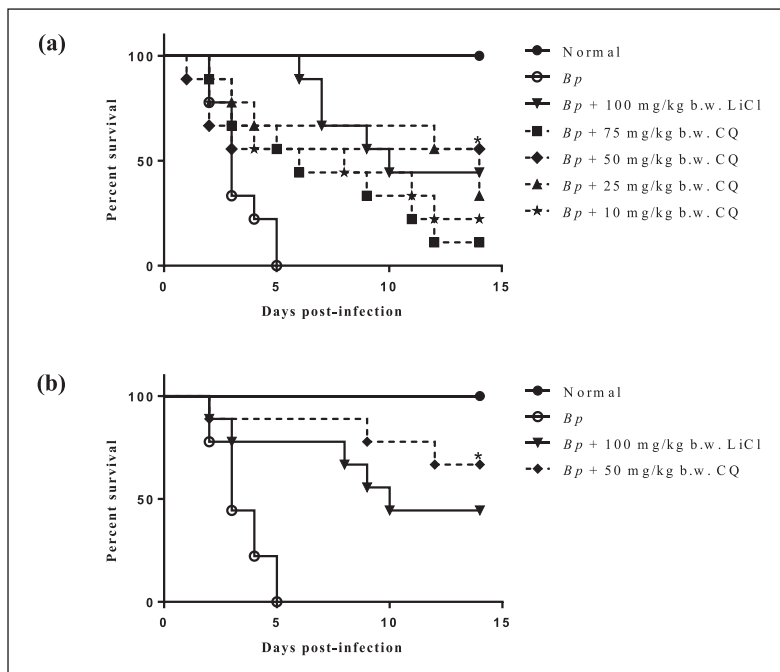 (a)
Percent survival
100
50
0
0 5 10 15
Days post-infection
*
Normal
Bp
Bp + 100 mg/kg b.w. LiCl
Bp + 75 mg/kg b.w. CQ
Bp + 50 mg/kg b.w. CQ
Bp + 25 mg/kg b.w. CQ
Bp + 10 mg/kg b.w. CQ
(b)
Percent survival
100
50
0
0 5 10 15
Days post-infection
*
Normal
Bp
Bp + 100 mg/kg b.w. LiCl
Bp + 50 mg/kg b.w. CQ